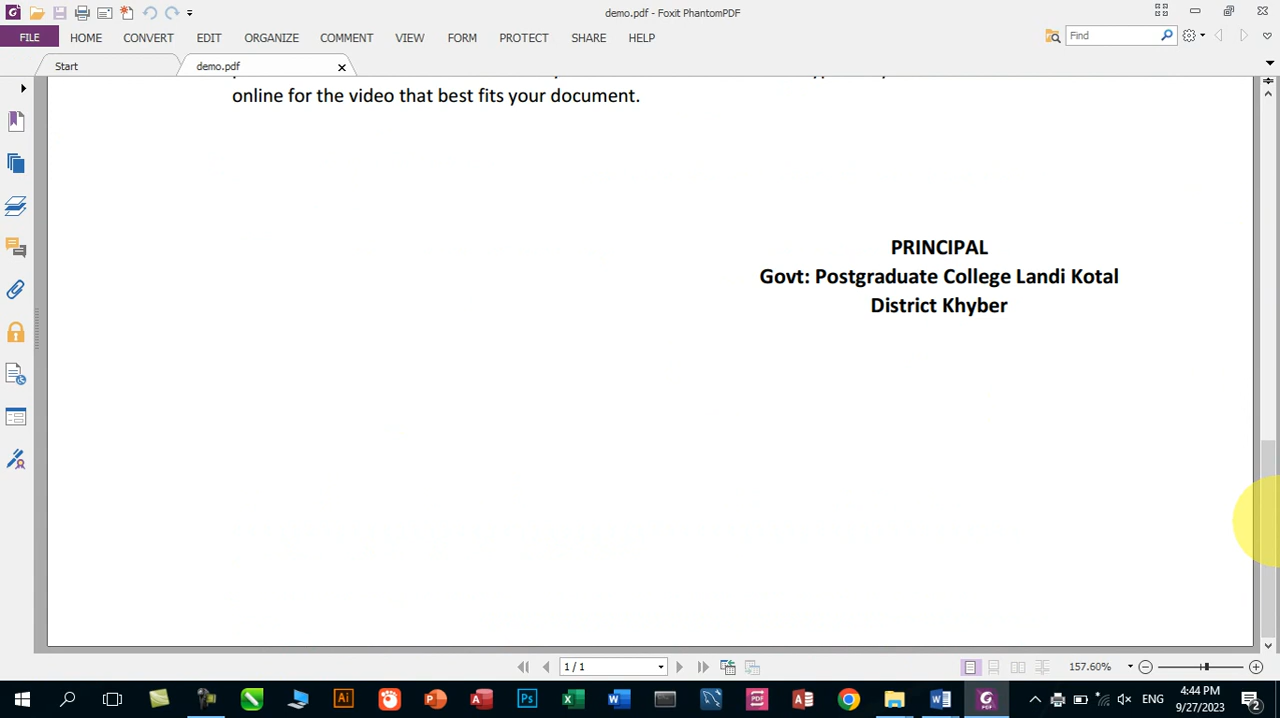 demo.pdf - Foxit PhantomPDF
FILE HOME CONVERT EDIT ORGANIZE COMMENT VIEW FORM PROTECT SHARE HELP
Find
Start demo.pdf
online for the video that best fits your document.
PRINCIPAL
Govt: Postgraduate College Landi Kotal
District Khyber
1 / 1
157.60%
ENG
4:44 PM
9/27/2023
2